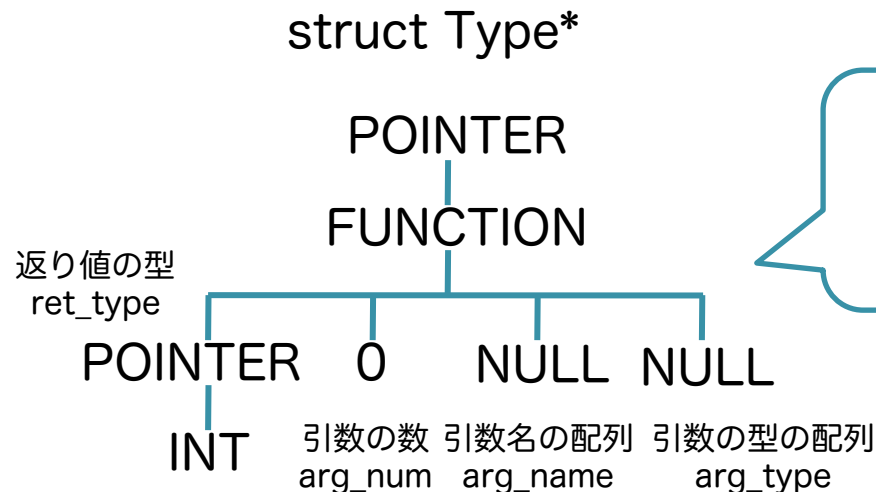 struct Type*
POINTER
FUNCTION
返り値の型
ret_type
POINTER 0 NULL NULL
INT
引数の数 引数名の配列 引数の型の配列
arg_num arg_name arg_type